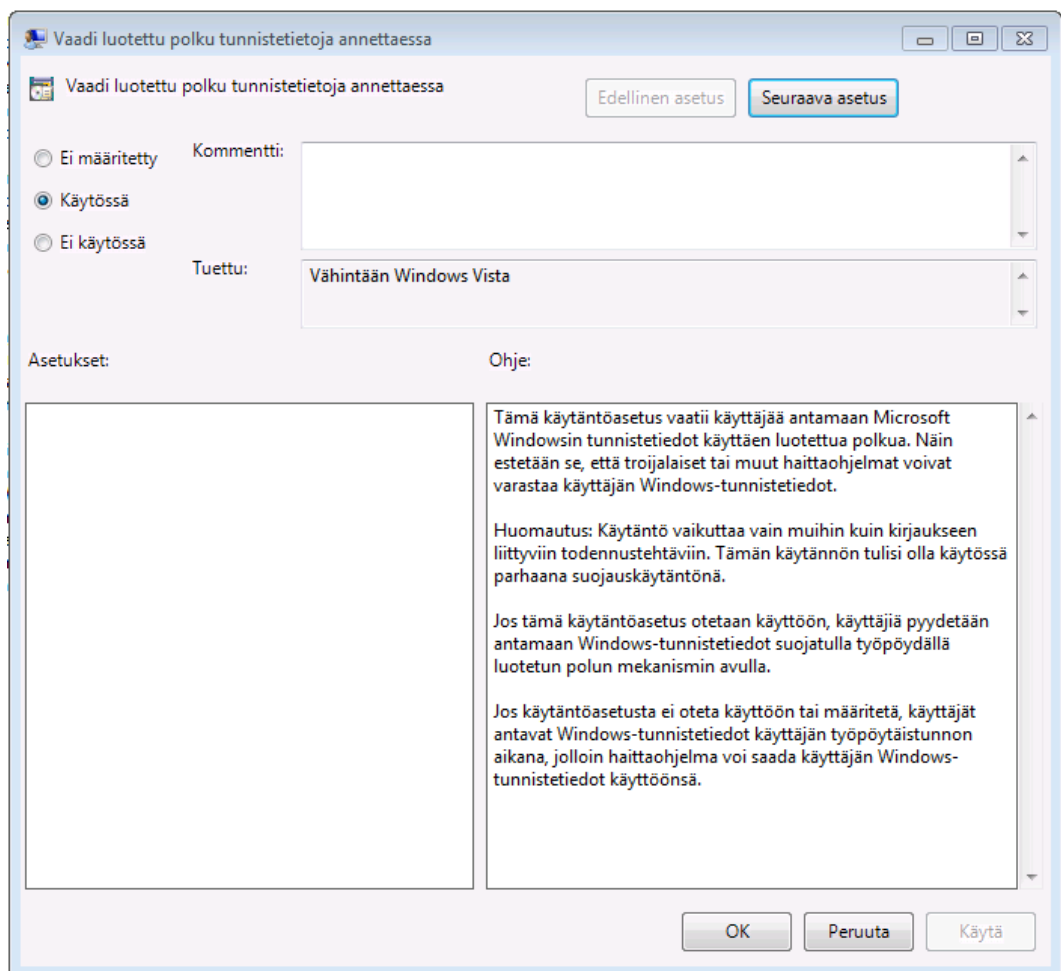 Vaadi luotettu polku tunnistetietoja annettaessa
Vaadi luotettu polku tunnistetietoja annettaessa
Edellinen asetus
Seuraava asetus
Ei määritetty
Kommentti:
Käytössä
Ei käytössä
Tuettu:
Vähintään Windows Vista
Asetukset:
Ohje:
Tämä käytäntöasetus vaatii käyttäjää antamaan Microsoft
Windowsin tunnistetiedot käyttäen luotettua polkua. Näin
estetään se, että troijalaiset tai muut haittaohjelmat voivat
varastaa käyttäjän Windows-tunnistetiedot.
Huomautus: Käytäntö vaikuttaa vain muihin kuin kirjaukseen
liittyviin todennustehtäviin. Tämän käytännön tulisi olla käytössä
parhaana suojauskäytäntönä.
Jos tämä käytäntöasetus otetaan käyttöön, käyttäjiä pyydetään
antamaan Windows-tunnistetiedot suojatulla työpöydällä
luotetun polun mekanismin avulla.
Jos käytäntöasetusta ei oteta käyttöön tai määritetä, käyttäjät
antavat Windows-tunnistetiedot käyttäjän työpöytäistunnon
aikana, jolloin haittaohjelma voi saada käyttäjän Windows-
tunnistetiedot käyttöönsä.
OK
Peruuta
Käytä